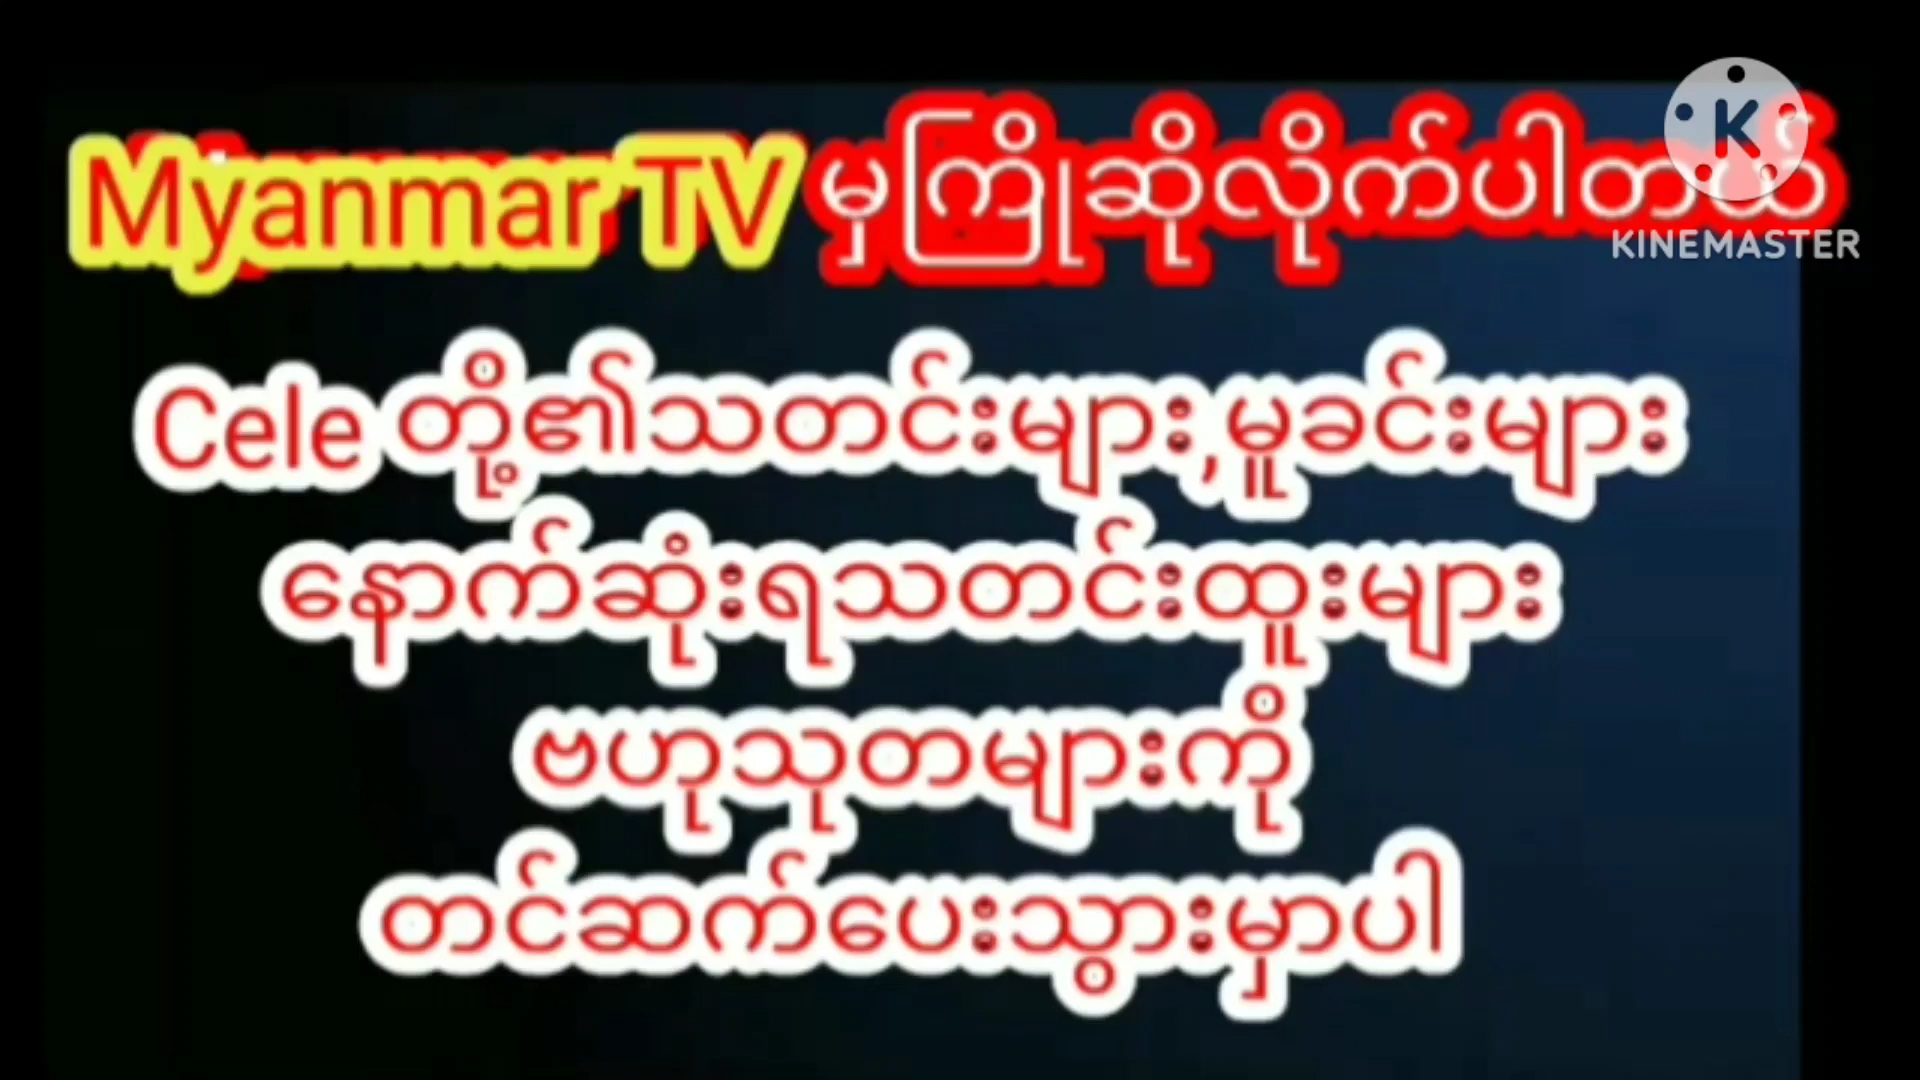 Myanmar TV မှကြိုဆိုလိုက်ပါတယ်
KINEMASTER
Cele တို့၏သတင်းများ,မူခင်းများ
နောက်ဆုံးရသတင်းထူးများ
ဗဟုသုတများကို
တင်ဆက်ပေးသွားမှာပါ